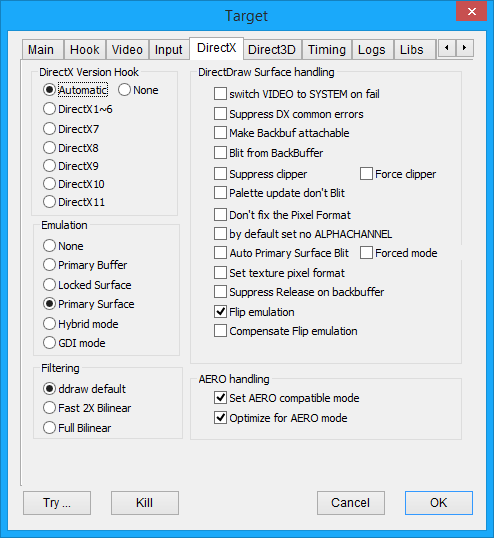 Target
Main Hook Video Input DirectX Direct3D Timing Logs Libs
DirectX Version Hook
Automatic None
DirectX1~6
DirectX7
DirectX8
DirectX9
DirectX10
DirectX11
Emulation
None
Primary Buffer
Locked Surface
Primary Surface
Hybrid mode
GDI mode
Filtering
ddraw default
Fast 2X Bilinear
Full Bilinear
DirectDraw Surface handling
switch VIDEO to SYSTEM on fail
Suppress DX common errors
Make Backbuf attachable
Blit from BackBuffer
Suppress clipper Force clipper
Palette update don't Blit
Don't fix the Pixel Format
by default set no ALPHACHANNEL
Auto Primary Surface Blit Forced mode
Set texture pixel format
Suppress Release on backbuffer
Flip emulation
Compensate Flip emulation
AERO handling
Set AERO compatible mode
Optimize for AERO mode
Try ... Kill Cancel OK